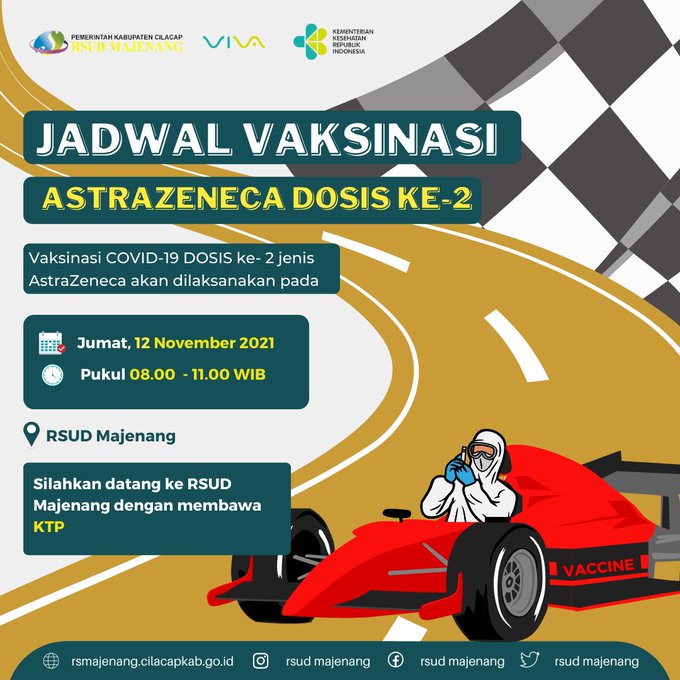 PEMERINTAH KABUPATEN CILACAP
RSUD MAJENANG
VIVA
KEMENTERIAN
KESEHATAN
REPUBLIK
INDONESIA
JADWAL VAKSINASI
ASTRAZENECA DOSIS KE-2
Vaksinasi COVID-19 DOSIS ke- 2 jenis
AstraZeneca akan dilaksanakan pada
Jumat, 12 November 2021
Pukul 08.00 - 11.00 WIB
RSUD Majenang
Silahkan datang ke RSUD
Majenang dengan membawa
KTP
VACCINE
rsmajenang.cilacapkab.go.id rsud majenang rsud majenang rsud majenang